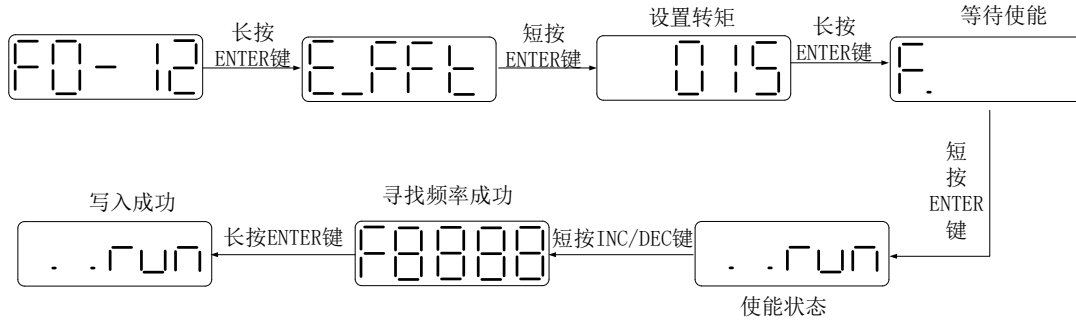 设置转矩
等待使能
长按
ENTER键
短按
ENTER键
长按
ENTER键
F0-12
E_FFt
015
F.
短
按
ENTER
键
写入成功
寻找频率成功
长按ENTER键
短按INC/DEC键
. .run
F8888
. .run
使能状态